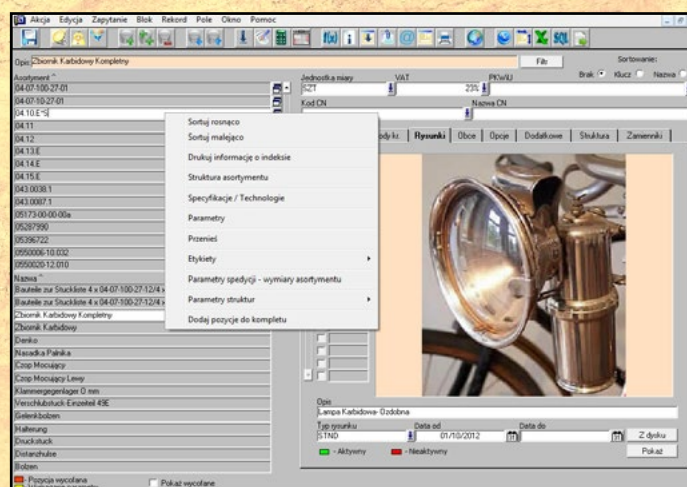 Akcja Edycja Zapytanie Blok Rekord Pole Okno Pomoc
f(x) SQL
Opis Zbiornik Karbidowy Kompletny
Filtr
Sortowanie:
Brak Klucz Nazwa
Asortyment
04-07-100-27-01
04-07-10-27-01
04.10.E*S
04.11
04.12
04.13.E
04.14.E
04.15.E
043.0038.1
043.0087.1
05173-00-00-00a
05287990
05396722
0550006-10.032
0550020-12.010
Jednostka miary VAT PKWiU
SZT 23%
Kod CN Nazwa CN
ody kr. Rysunki Obce Opcje Dodatkowe Struktura Zamienniki
Sortuj rosnąco
Sortuj malejąco
Drukuj informację o indeksie
Struktura asortymentu
Specyfikacje / Technologie
Parametry
Przenieś
Etykiety
Parametry spedycji - wymiary asortymentu
Parametry struktur
Dodaj pozycje do kompletu
Nazwa
Bauteile zur Stuckliste 4 x 04-07-100-27-12/4 x
Bauteile zur Stuckliste 4 x 04-07-100-27-12/4 x
Zbiornik Karbidowy Kompletny
Zbiornik Karbidowy
Denko
Nasadka Palnika
Czop Mocujący
Czop Mocujący Lewy
Klammergegenlager O mm
Verschlubstuck-Einzelteil 49E
Gelenkbolzen
Halterung
Druckstuck
Distanzhulse
Bolzen
Opis
Lampa Karbidowa- Ozdobna
Typ rysunku Data od Data do
STND 01/10/2012 Z dysku
- Aktywny - Nieaktywny Pokaż
- Pozycja wycofana
Pokaż wycofane